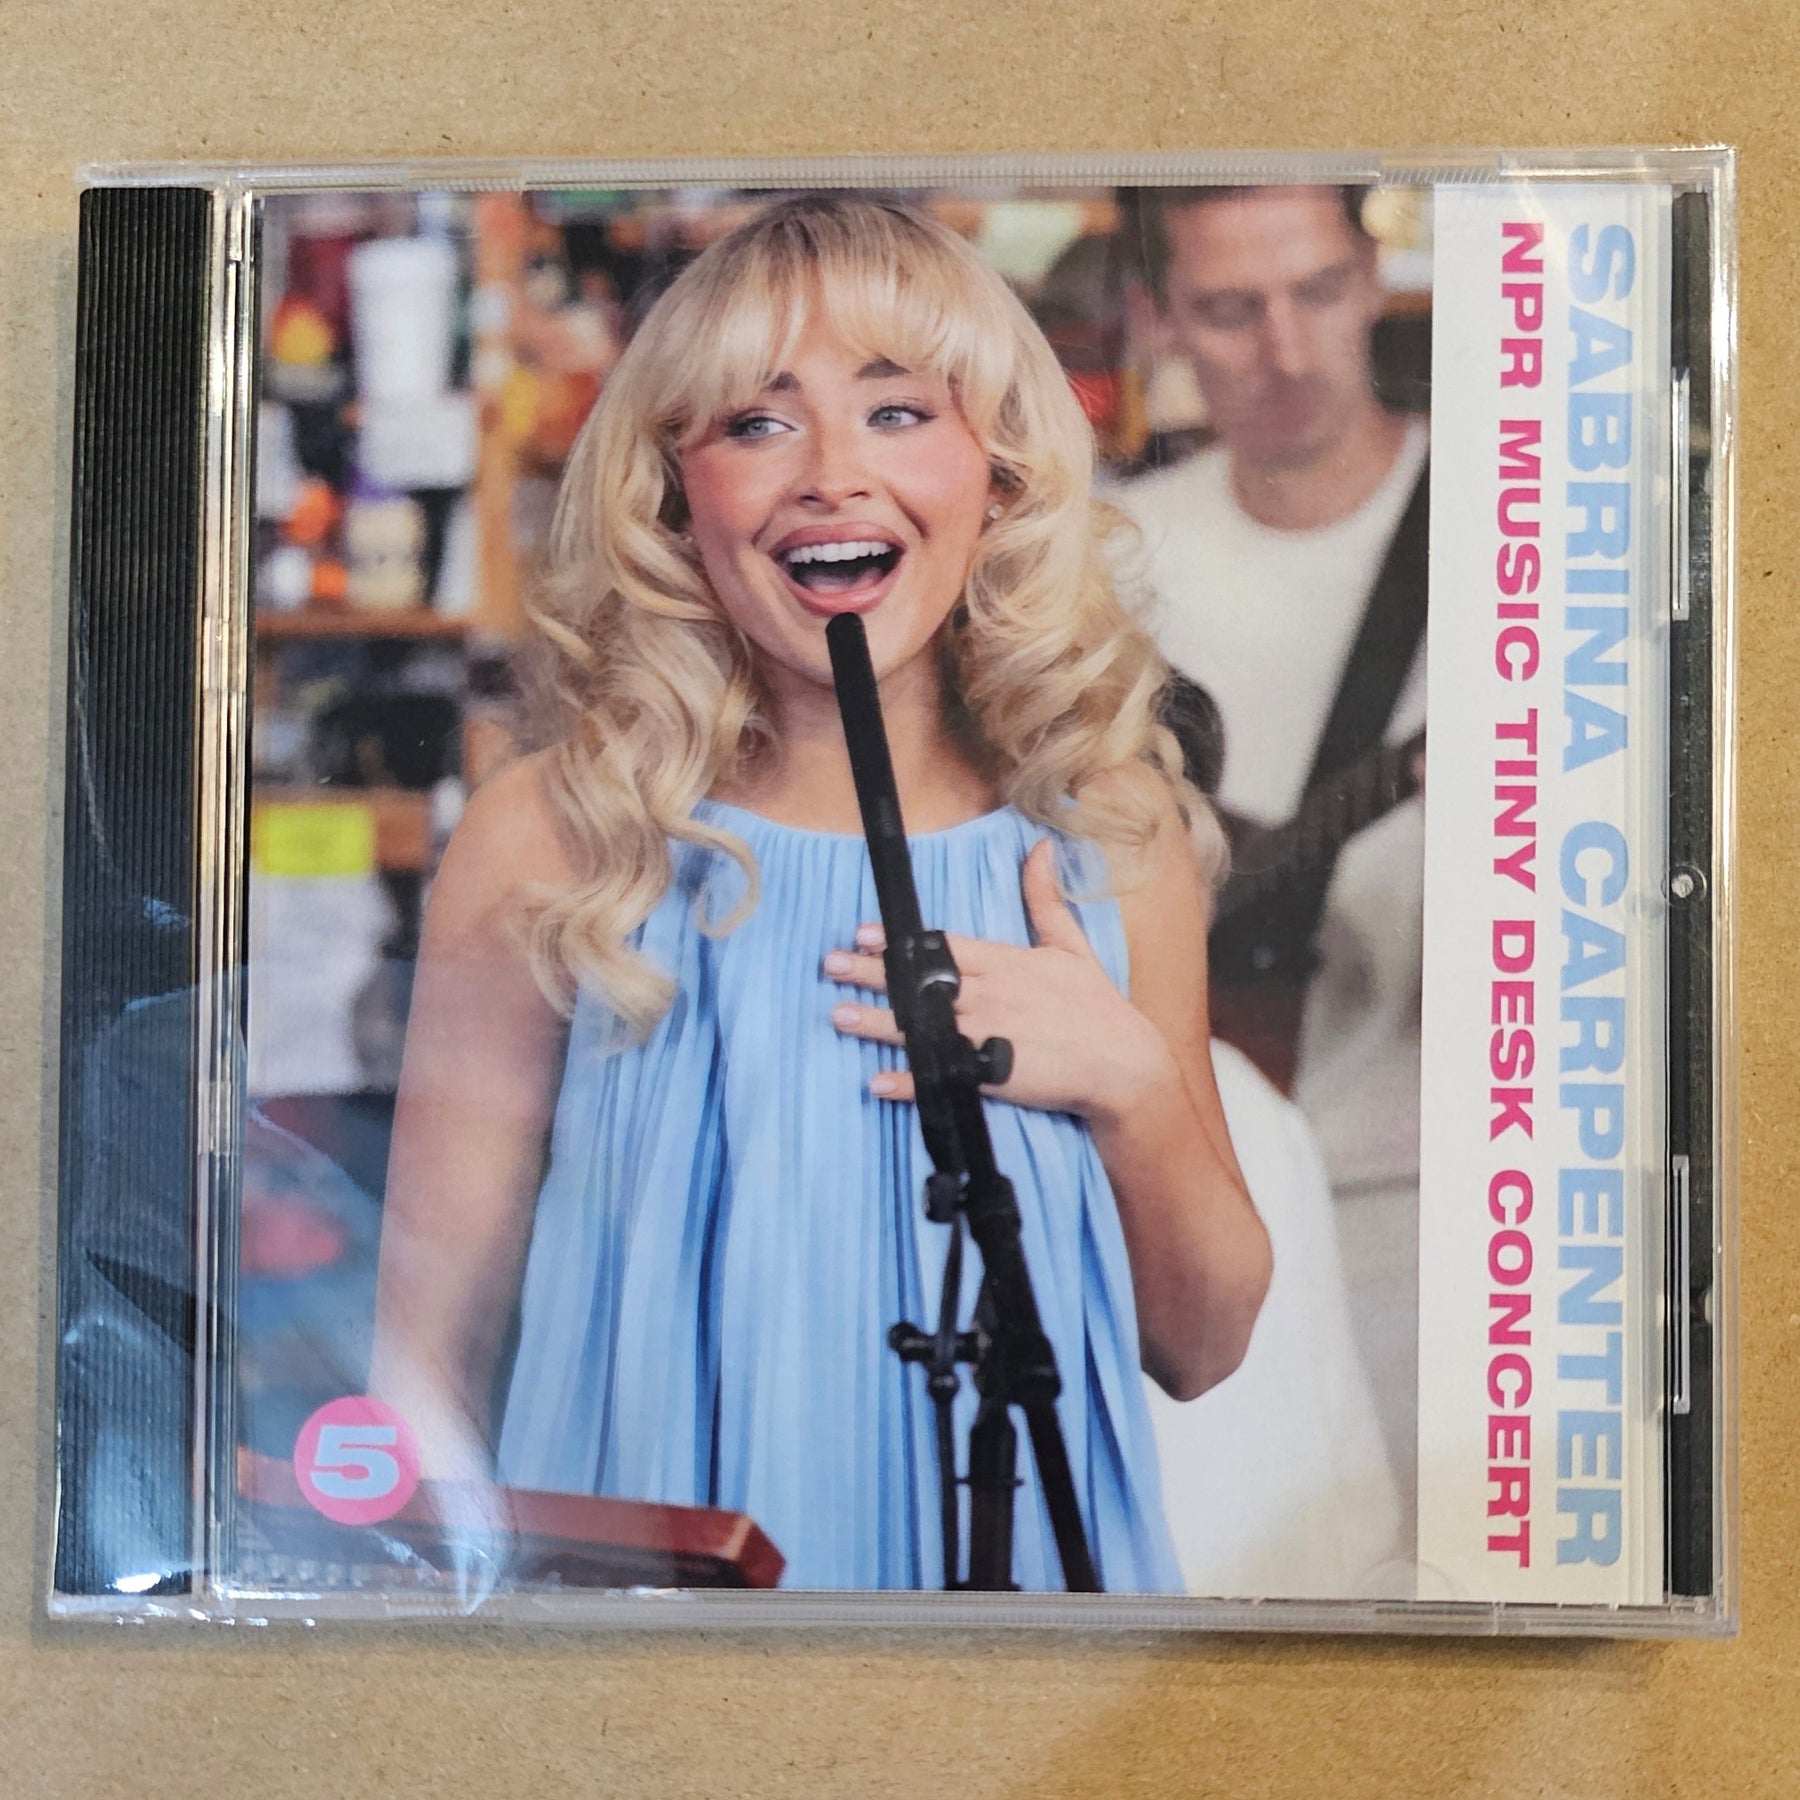 SABRINA CARPENTER
NPR MUSIC TINY DESK CONCERT
5